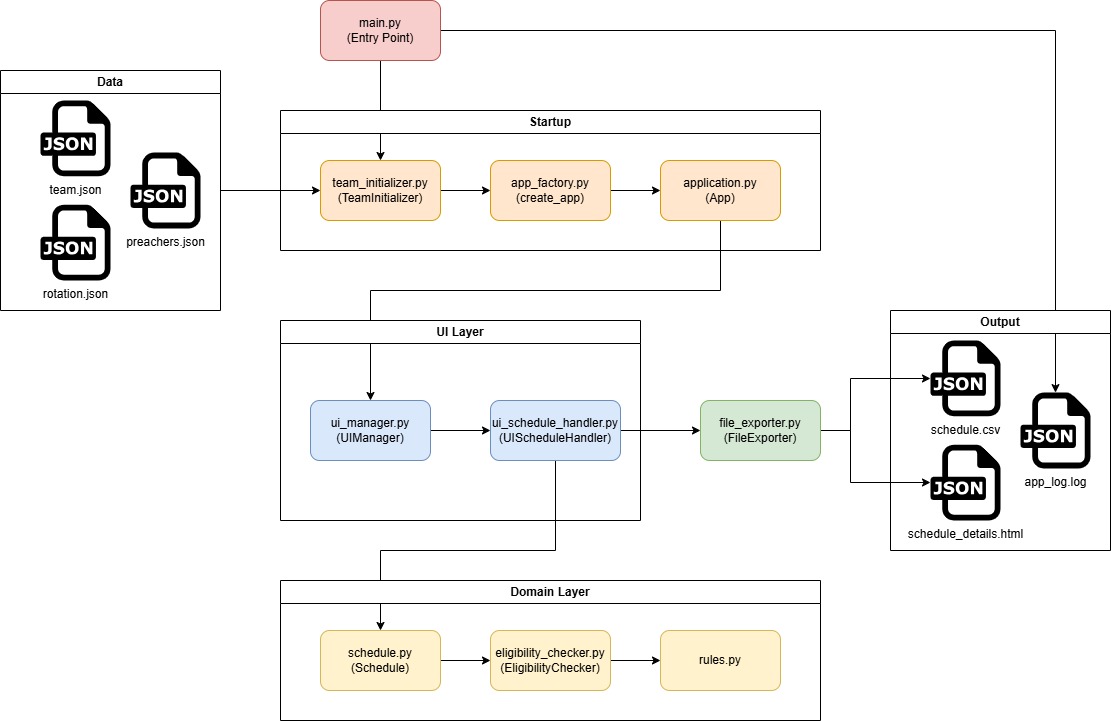 main.py
(Entry Point)
Data
JSON
team.json
JSON
preachers.json
JSON
rotation.json
Startup
team_initializer.py
(TeamInitializer)
app_factory.py
(create_app)
application.py
(App)
UI Layer
ui_manager.py
(UIManager)
ui_schedule_handler.py
(UIScheduleHandler)
file_exporter.py
(FileExporter)
Output
JSON
schedule.csv
JSON
app_log.log
JSON
schedule_details.html
Domain Layer
schedule.py
(Schedule)
eligibility_checker.py
(EligibilityChecker)
rules.py